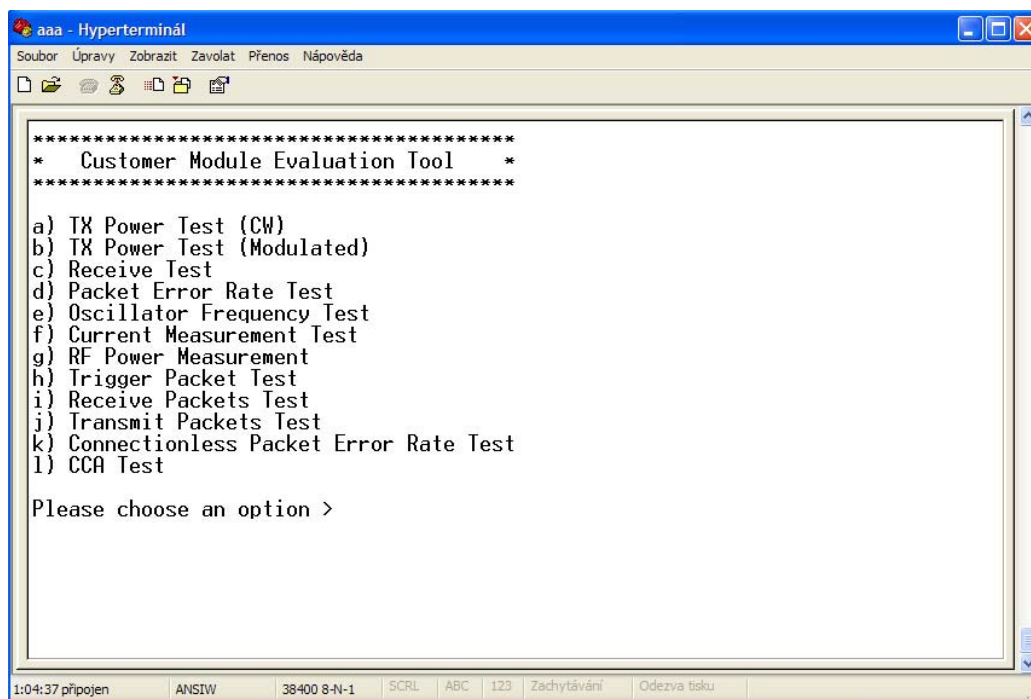 aaa - Hyperterminál
Soubor Úpravy Zobrazit Zavolat Přenos Nápověda
****************************************
* Customer Module Evaluation Tool *
****************************************
a) TX Power Test (CW)
b) TX Power Test (Modulated)
c) Receive Test
d) Packet Error Rate Test
e) Oscillator Frequency Test
f) Current Measurement Test
g) RF Power Measurement
h) Trigger Packet Test
i) Receive Packets Test
j) Transmit Packets Test
k) Connectionless Packet Error Rate Test
l) CCA Test
Please choose an option >
1:04:37 připojen ANSIW 38400 8-N-1 SCRL ABC 123 Zachytávání Odezva tisku